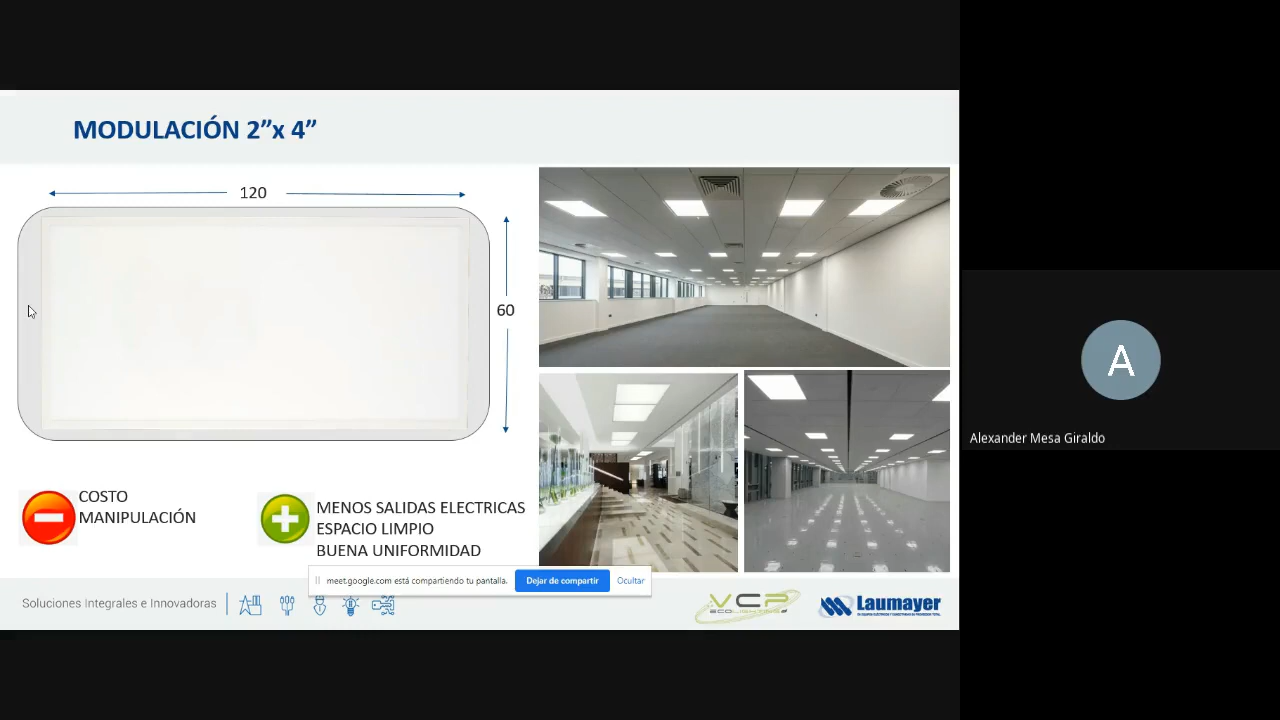 MODULACIÓN 2”x 4”
120
60
COSTO
MANIPULACIÓN
MENOS SALIDAS ELECTRICAS
ESPACIO LIMPIO
BUENA UNIFORMIDAD
meet.google.com está compartiendo tu pantalla.
Dejar de compartir
Ocultar
Soluciones Integrales e Innovadoras
VCP
Laumayer
A
Alexander Mesa Giraldo